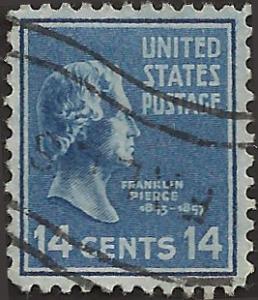 UNITED
STATES
POSTAGE
FRANKLIN
PIERCE
1853-1857
14 CENTS 14